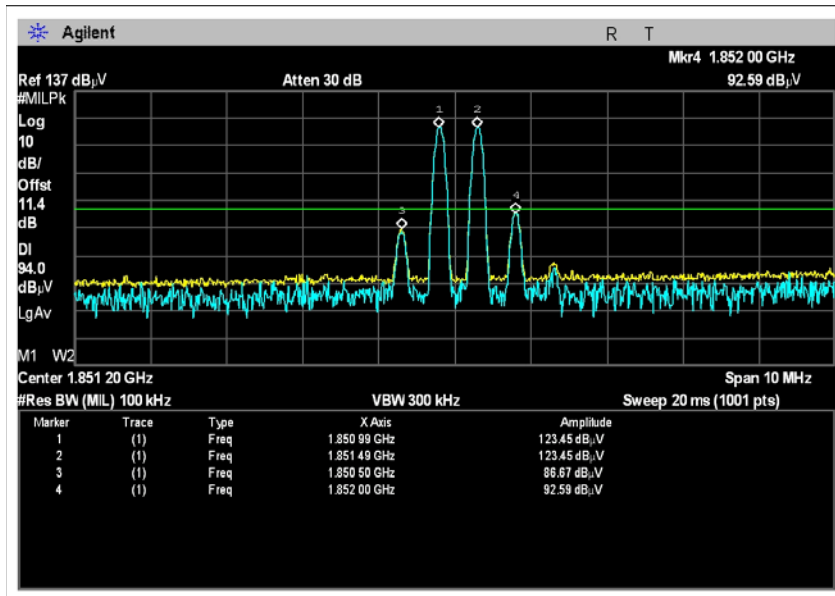 Agilent R T
Mkr4 1.852 00 GHz
Ref 137 dBµV Atten 30 dB 92.59 dBµV
#MILPk
Log
10
dB/
Offst
11.4
dB
DI
94.0
dBµV
LgAv
M1 W2
1 2
3 4
Center 1.851 20 GHz Span 10 MHz
#Res BW (MIL) 100 kHz VBW 300 kHz Sweep 20 ms (1001 pts)
Marker Trace Type X Axis Amplitude
1 (1) Freq 1.850 99 GHz 123.45 dBµV
2 (1) Freq 1.851 49 GHz 123.45 dBµV
3 (1) Freq 1.850 50 GHz 86.67 dBµV
4 (1) Freq 1.852 00 GHz 92.59 dBµV